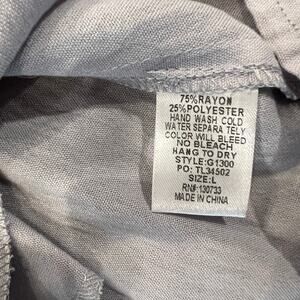 75%RAYON
25%POLYESTER
HAND WASH COLD
WATER SEPARA TELY
COLOR WILL BLEED
NO BLEACH
HANG TO DRY
STYLE:G1300
PO: TL34502
SIZE:L
RN#:130733
MADE IN CHINA